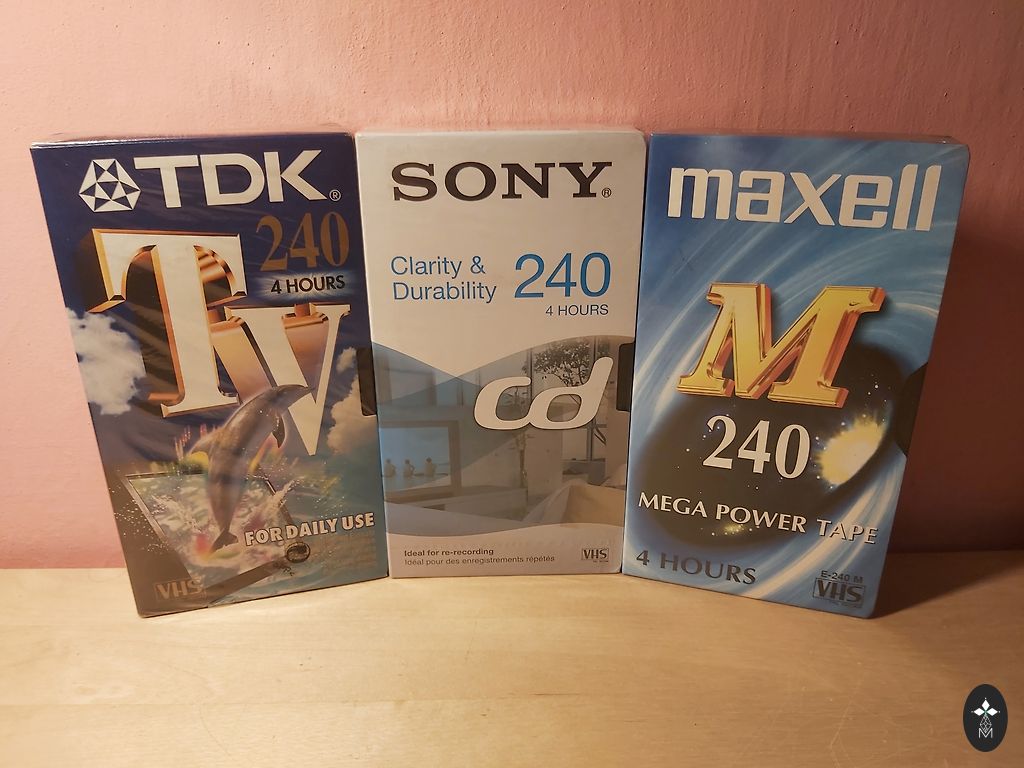 TDK®
240
4 HOURS
TV
FOR DAILY USE
VHS
SONY®
Clarity &
Durability
240
4 HOURS
cd
Ideal for re-recording
Idéal pour des enregistrements répétés
VHS
maxell
M
240
MEGA POWER TAPE
4 HOURS
E-240 M
VHS
M